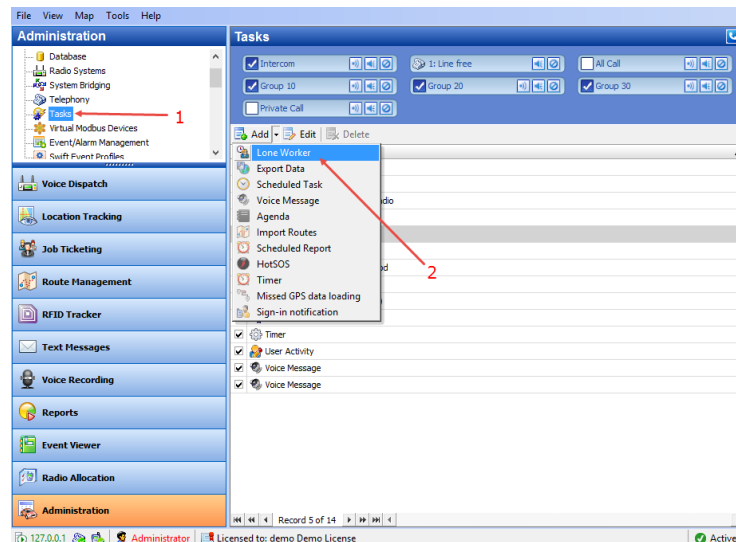 File View Map Tools Help
Administration
Database
Radio Systems
System Bridging
Telephony
Tasks
Virtual Modbus Devices
Event/Alarm Management
Swift Event Profiles
1
Voice Dispatch
Location Tracking
Job Ticketing
Route Management
RFID Tracker
Text Messages
Voice Recording
Reports
Event Viewer
Radio Allocation
Administration
Tasks
Intercom
1: Line free
All Call
Group 10
Group 20
Group 30
Private Call
Add Edit Delete
Lone Worker
Export Data
Scheduled Task
Voice Message
Agenda
Import Routes
Scheduled Report
HotSOS
Timer
Missed GPS data loading
Sign-in notification
2
Timer
User Activity
Voice Message
Voice Message
Record 5 of 14
127.0.0.1 Administrator Licensed to: demo Demo License Active